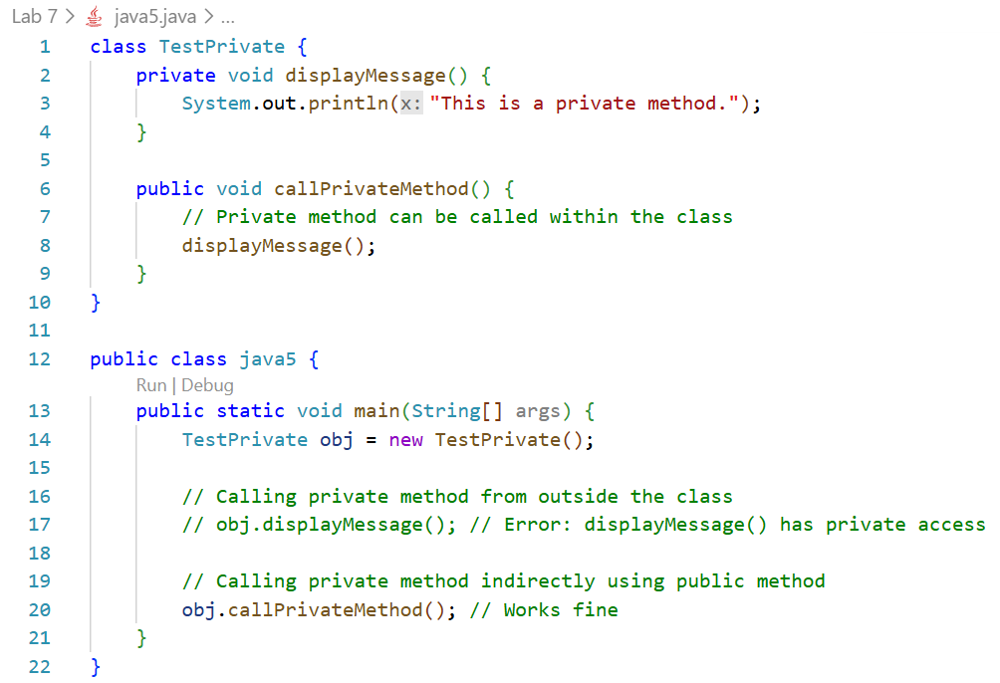 Lab 7 > java5.java > ...
1 class TestPrivate {
2     private void displayMessage() {
3         System.out.println(x: "This is a private method.");
4     }
5
6     public void callPrivateMethod() {
7         // Private method can be called within the class
8         displayMessage();
9     }
10 }
11
12 public class java5 {
Run | Debug
13     public static void main(String[] args) {
14         TestPrivate obj = new TestPrivate();
15
16         // Calling private method from outside the class
17         // obj.displayMessage(); // Error: displayMessage() has private access
18
19         // Calling private method indirectly using public method
20         obj.callPrivateMethod(); // Works fine
21     }
22 }